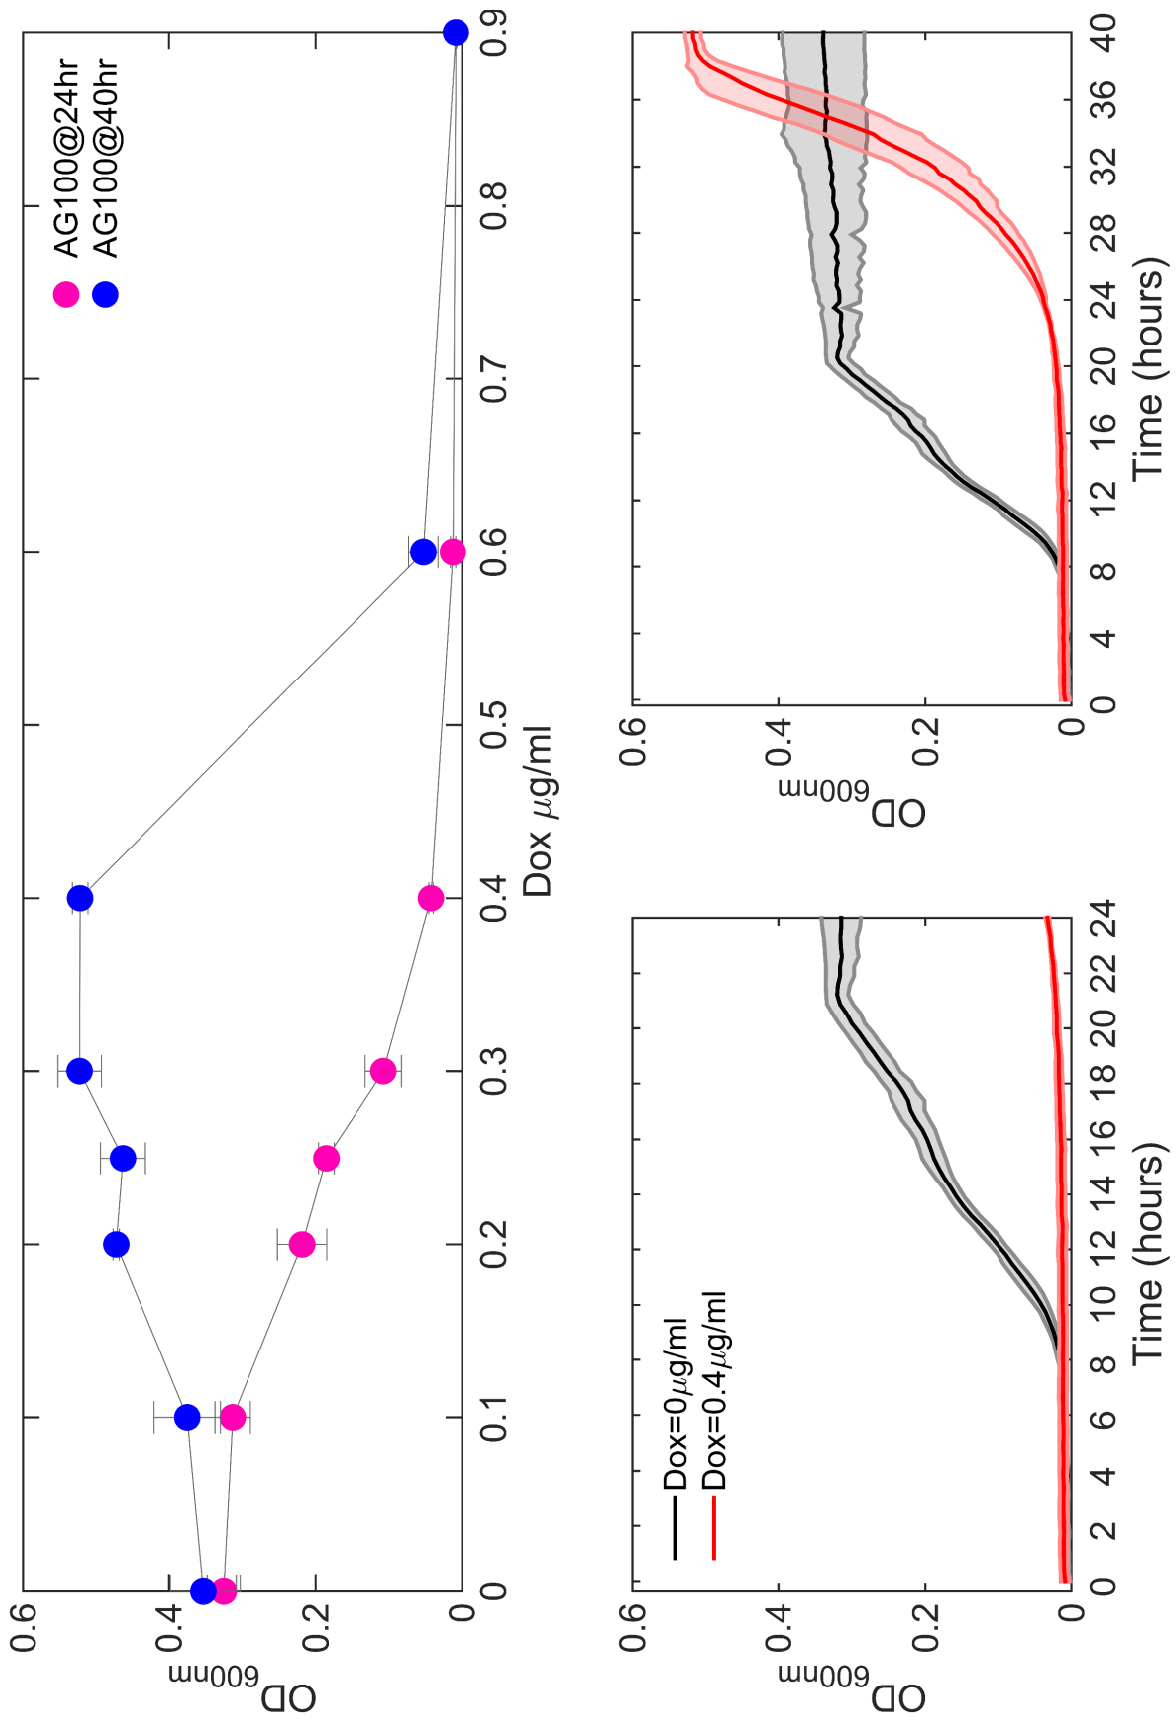 AG100@24hr
AG100@40hr
OD600nm
0.6
0.4
0.2
0
0 0.1 0.2 0.3 0.4 0.5 0.6 0.7 0.8 0.9
Dox μg/ml
Dox=0μg/ml
Dox=0.4μg/ml
OD600nm
0.6
0.4
0.2
0
0 2 4 6 8 10 12 14 16 18 20 22 24
Time (hours)
OD600nm
0.6
0.4
0.2
0
0 4 8 12 16 20 24 28 32 36 40
Time (hours)